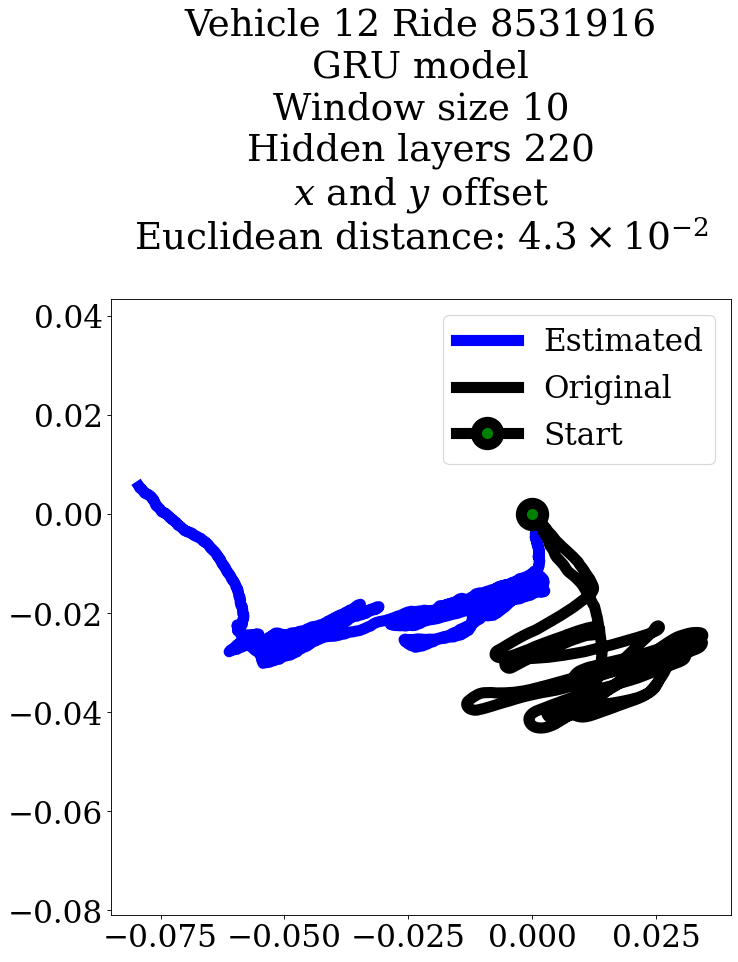 Vehicle 12 Ride 8531916
GRU model
Window size 10
Hidden layers 220
x and y offset
Euclidean distance: 4.3 × 10⁻²
Estimated
Original
Start
0.04
0.02
0.00
−0.02
−0.04
−0.06
−0.08
−0.075 −0.050 −0.025 0.000 0.025